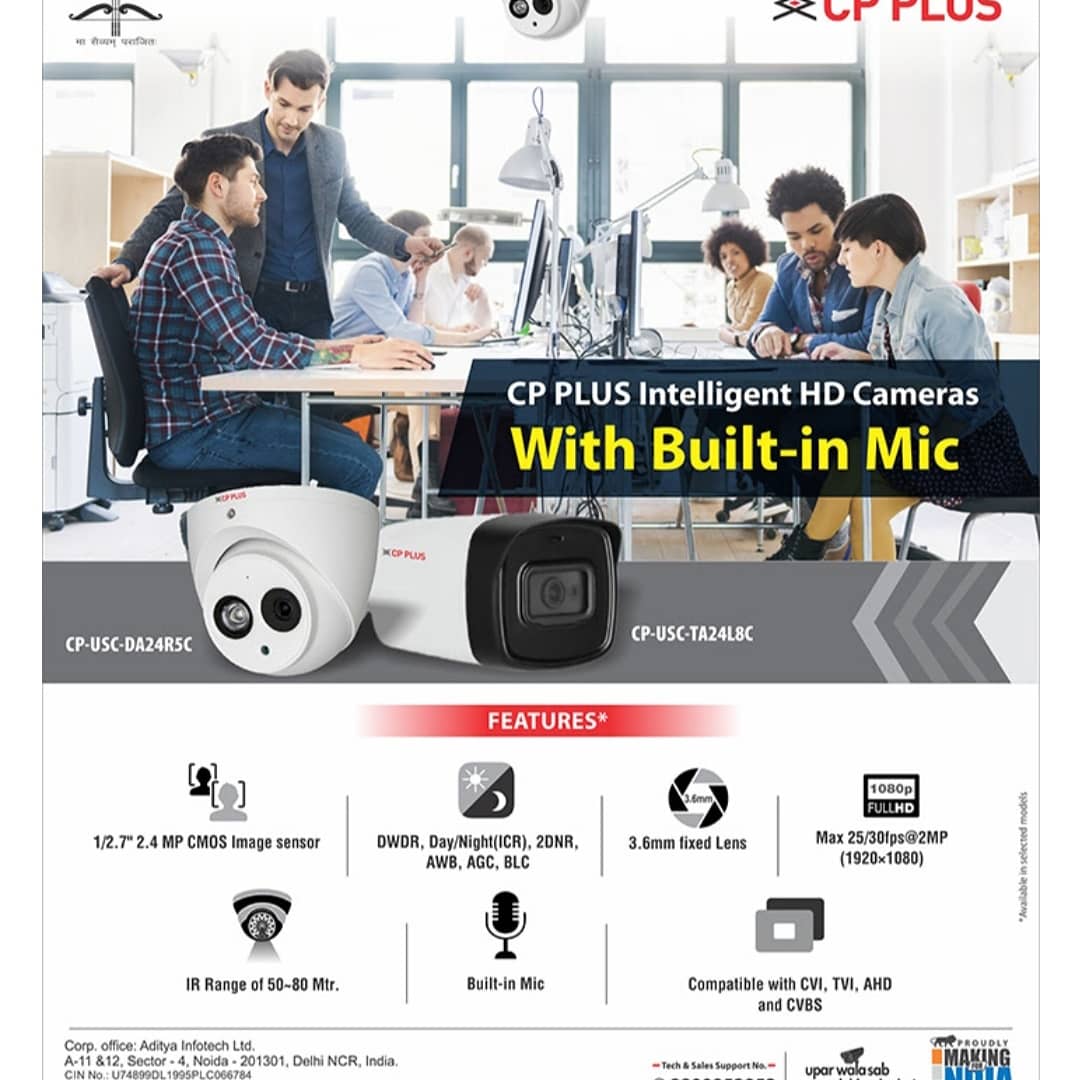 मा सैव्यम् पराजितः
CP PLUS
CP PLUS Intelligent HD Cameras
With Built-in Mic
CP PLUS
CP PLUS
CP-USC-DA24R5C
CP-USC-TA24L8C
FEATURES*
3.6mm
1080p
FULLHD
1/2.7" 2.4 MP CMOS Image sensor
DWDR, Day/Night(ICR), 2DNR,
AWB, AGC, BLC
3.6mm fixed Lens
Max 25/30fps@2MP
(1920×1080)
*Available in selected models
IR Range of 50~80 Mtr.
Built-in Mic
Compatible with CVI, TVI, AHD
and CVBS
Corp. office: Aditya Infotech Ltd.
A-11 &12, Sector - 4, Noida - 201301, Delhi NCR, India.
CIN No.: U74899DL1995PLC066784
Tech & Sales Support No.
upar wala sab
PROUDLY
MAKING
FOR
INDIA